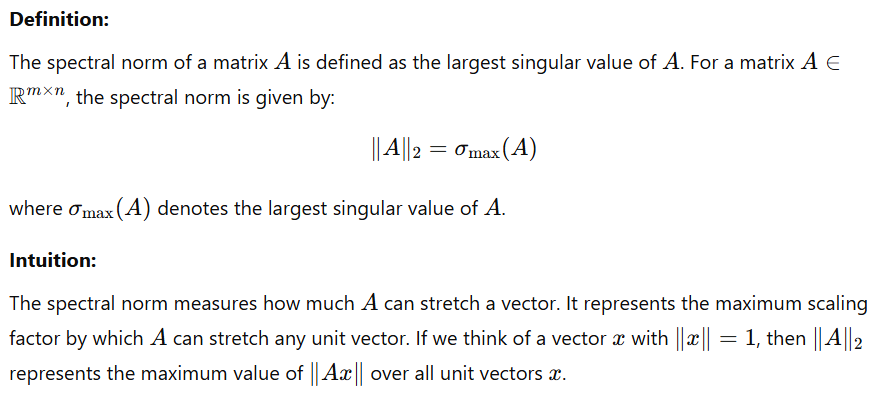 Definition:
The spectral norm of a matrix A is defined as the largest singular value of A. For a matrix A ∈
ℝ^{m×n}, the spectral norm is given by:
‖A‖₂ = σ_max(A)
where σ_max(A) denotes the largest singular value of A.
Intuition:
The spectral norm measures how much A can stretch a vector. It represents the maximum scaling
factor by which A can stretch any unit vector. If we think of a vector x with ‖x‖ = 1, then ‖A‖₂
represents the maximum value of ‖Ax‖ over all unit vectors x.